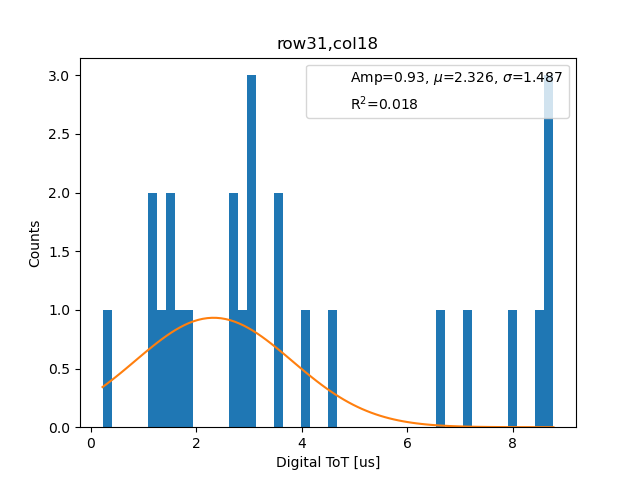 row31,col18
Amp=0.93, μ=2.326, σ=1.487
R²=0.018
3.0
2.5
2.0
1.5
1.0
0.5
0.0
Counts
0 2 4 6 8
Digital ToT [us]